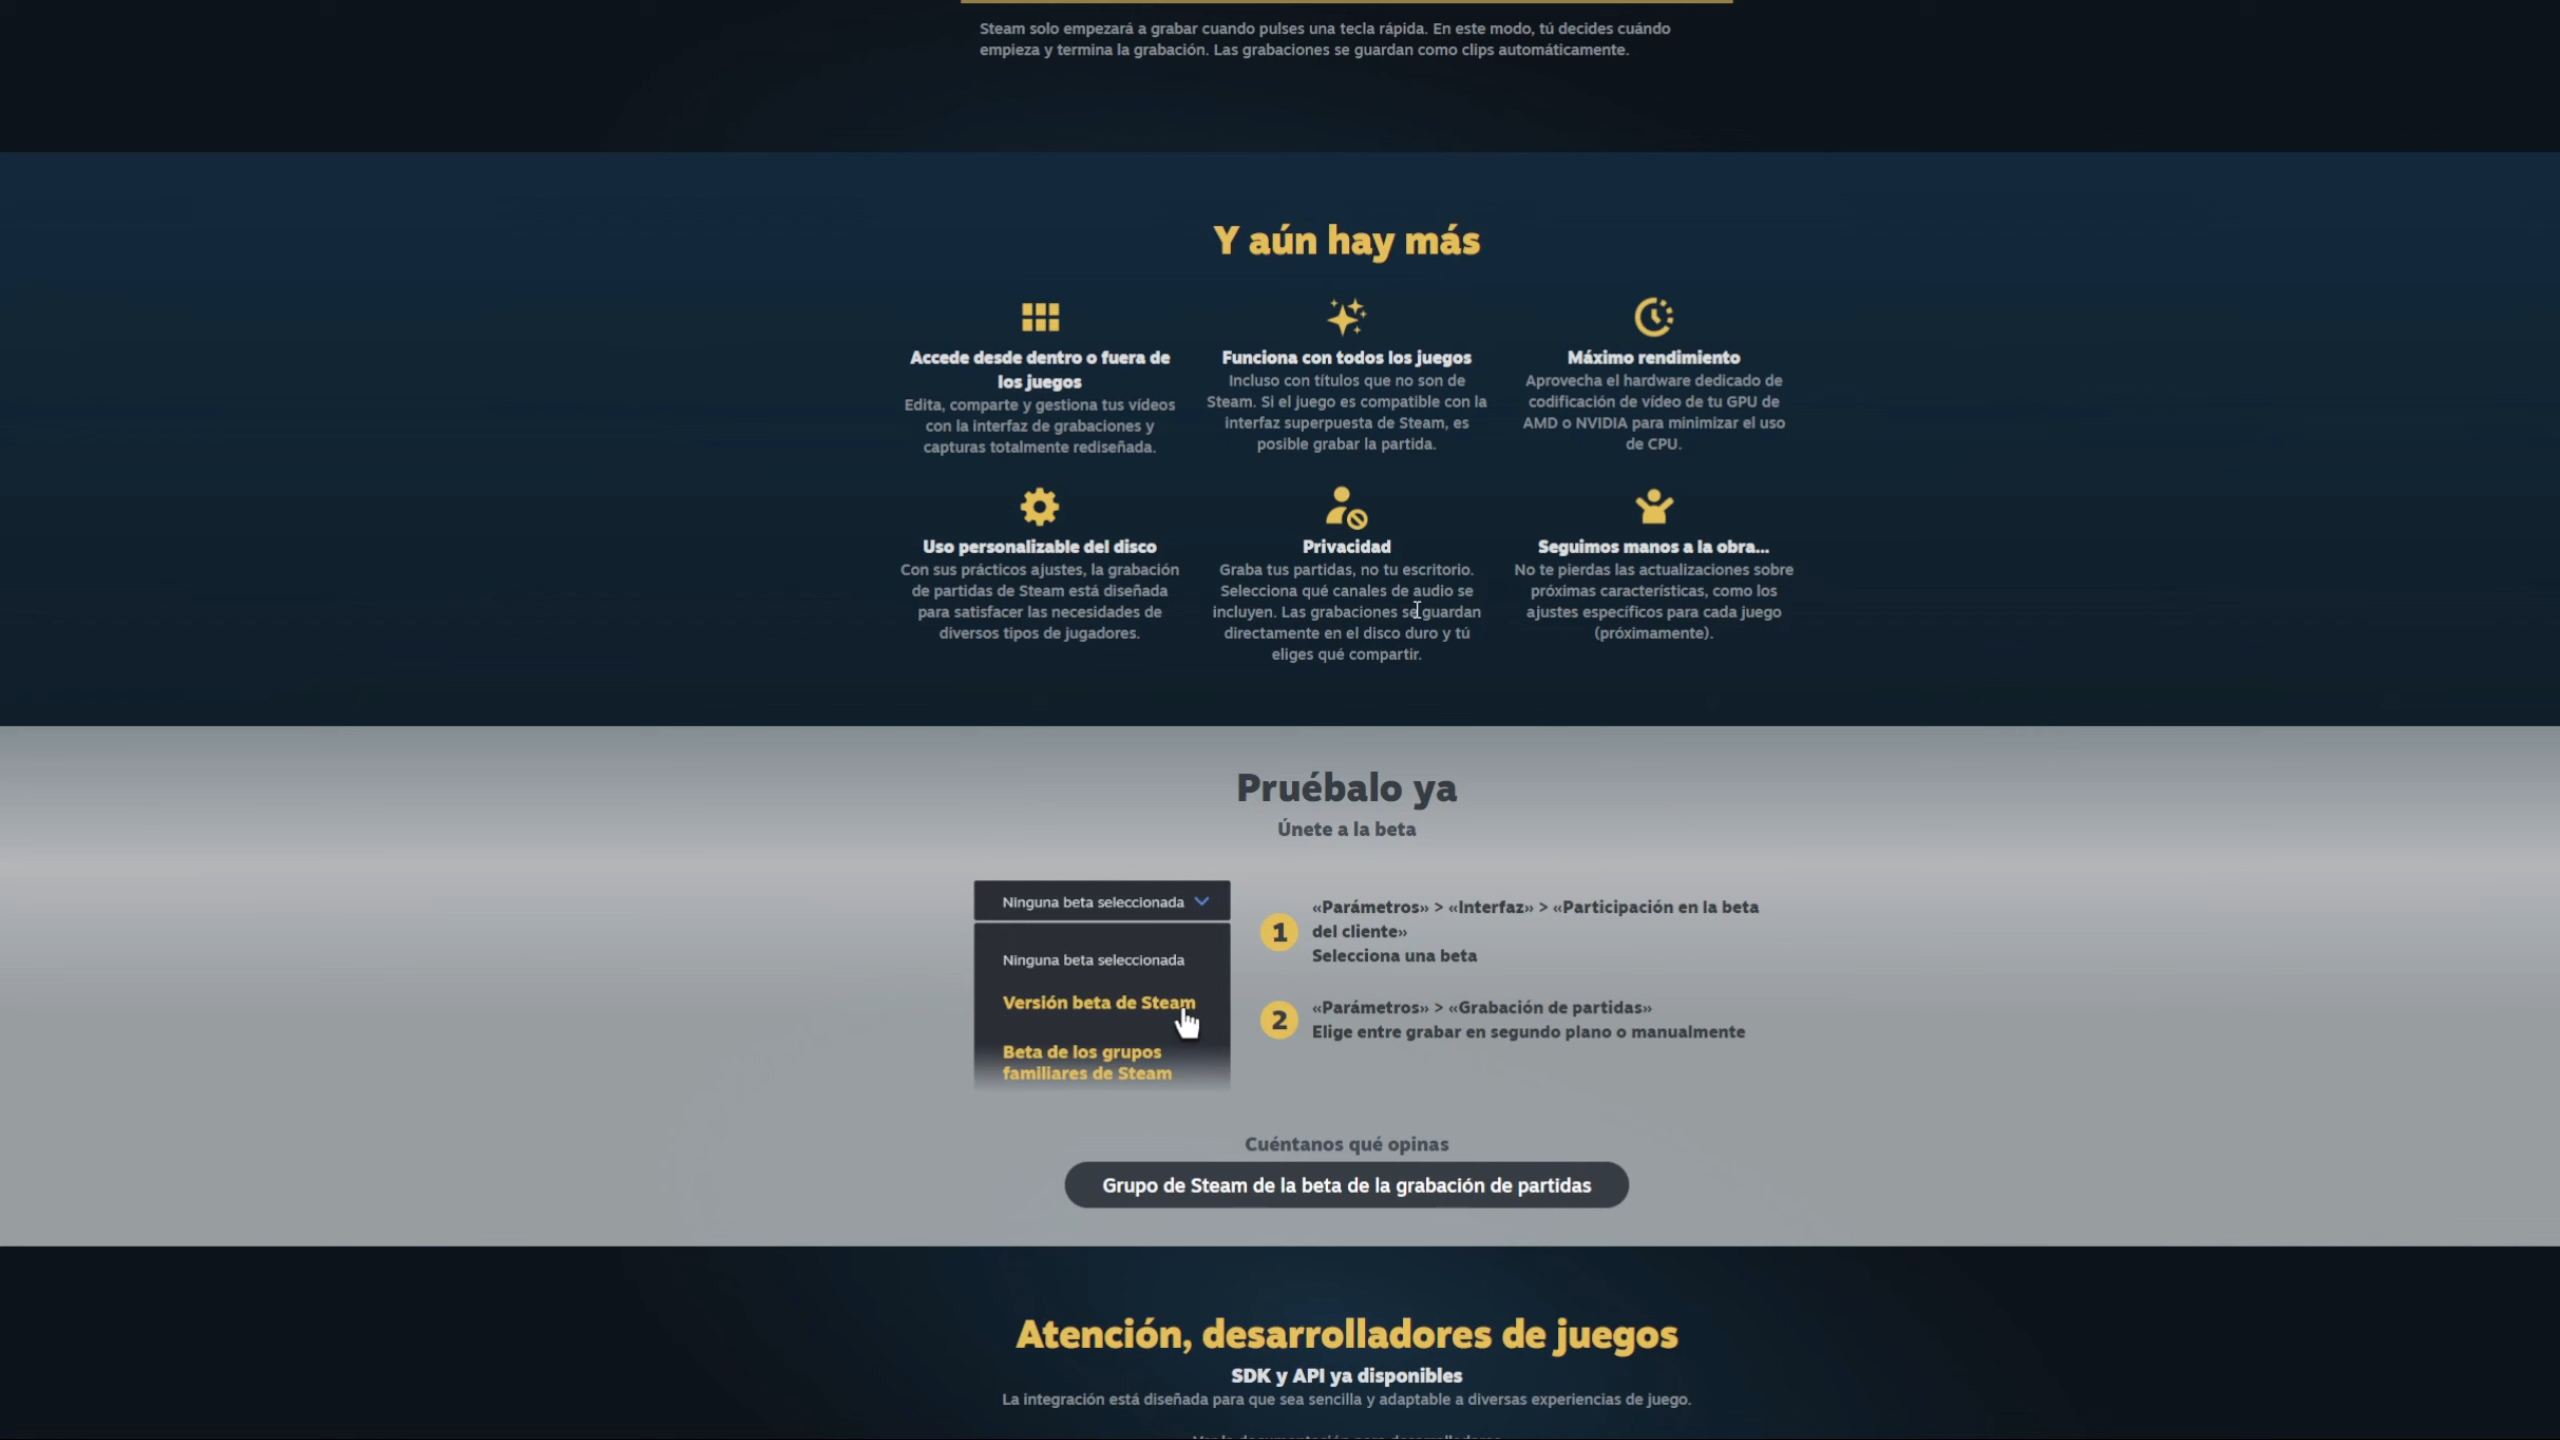 Steam solo empezará a grabar cuando pulses una tecla rápida. En este modo, tú decides cuándo
empieza y termina la grabación. Las grabaciones se guardan como clips automáticamente.
Y aún hay más
Accede desde dentro o fuera de
los juegos
Edita, comparte y gestiona tus vídeos
con la interfaz de grabaciones y
capturas totalmente rediseñada.
Funciona con todos los juegos
Incluso con títulos que no son de
Steam. Si el juego es compatible con la
interfaz superpuesta de Steam, es
posible grabar la partida.
Máximo rendimiento
Aprovecha el hardware dedicado de
codificación de vídeo de tu GPU de
AMD o NVIDIA para minimizar el uso
de CPU.
Uso personalizable del disco
Con sus prácticos ajustes, la grabación
de partidas de Steam está diseñada
para satisfacer las necesidades de
diversos tipos de jugadores.
Privacidad
Graba tus partidas, no tu escritorio.
Selecciona qué canales de audio se
incluyen. Las grabaciones se guardan
directamente en el disco duro y tú
eliges qué compartir.
Seguimos manos a la obra...
No te pierdas las actualizaciones sobre
próximas características, como los
ajustes específicos para cada juego
(próximamente).
Pruébalo ya
Únete a la beta
Ninguna beta seleccionada
Ninguna beta seleccionada
Versión beta de Steam
Beta de los grupos
familiares de Steam
1
«Parámetros» > «Interfaz» > «Participación en la beta
del cliente»
Selecciona una beta
2
«Parámetros» > «Grabación de partidas»
Elige entre grabar en segundo plano o manualmente
Cuéntanos qué opinas
Grupo de Steam de la beta de la grabación de partidas
Atención, desarrolladores de juegos
SDK y API ya disponibles
La integración está diseñada para que sea sencilla y adaptable a diversas experiencias de juego.